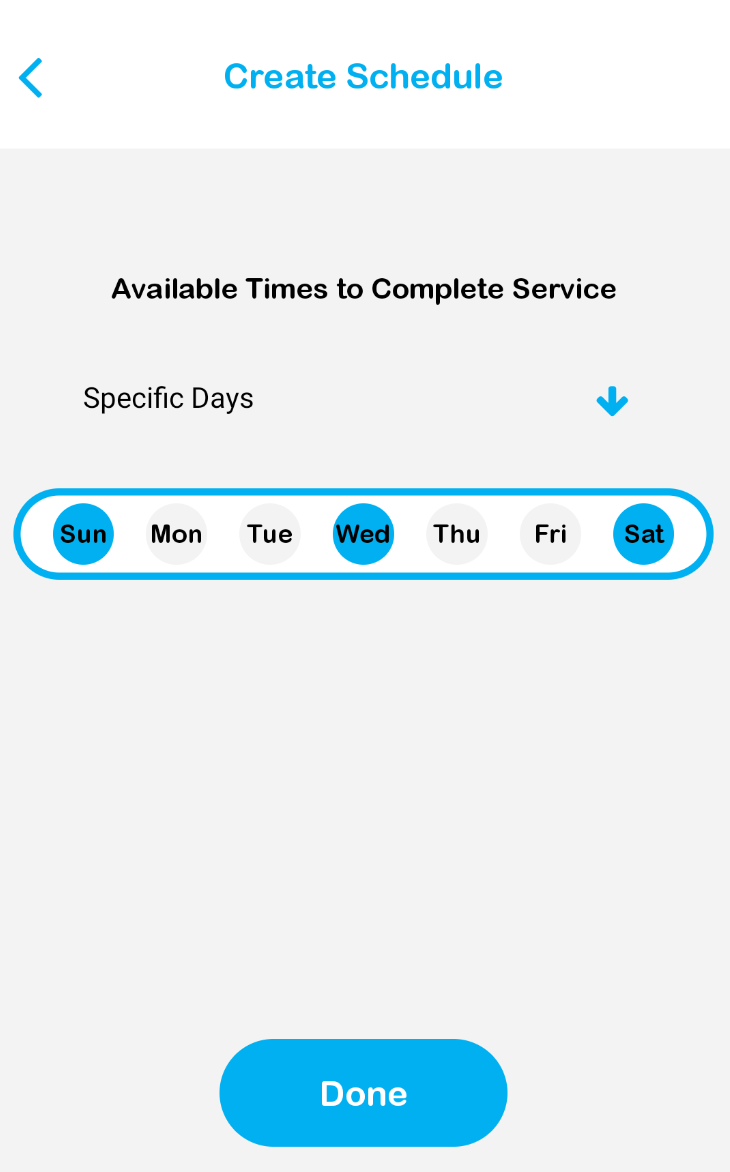 Create Schedule
Available Times to Complete Service
Specific Days
Sun Mon Tue Wed Thu Fri Sat
Done